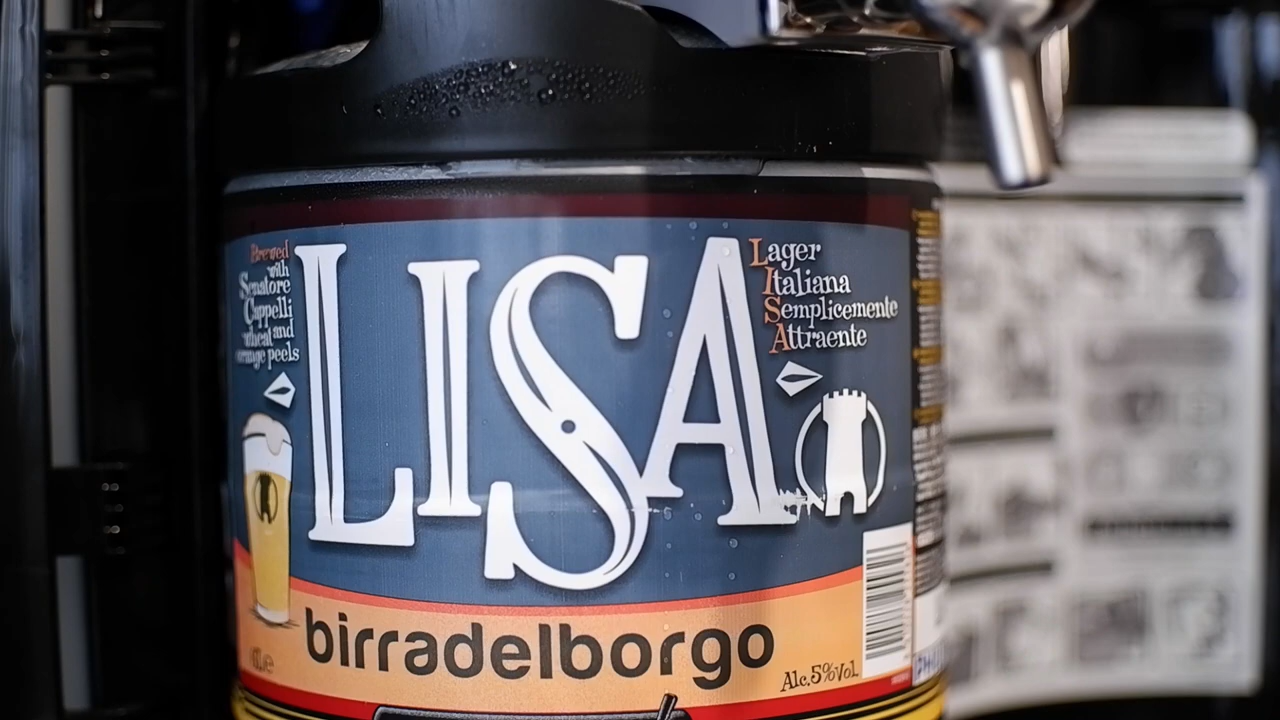 Brewed
with
Senatore
Cappelli
wheat and
orange peels
LISA
Lager
Italiana
Semplicemente
Attraente
birradelborgo
Alc.5%Vol.